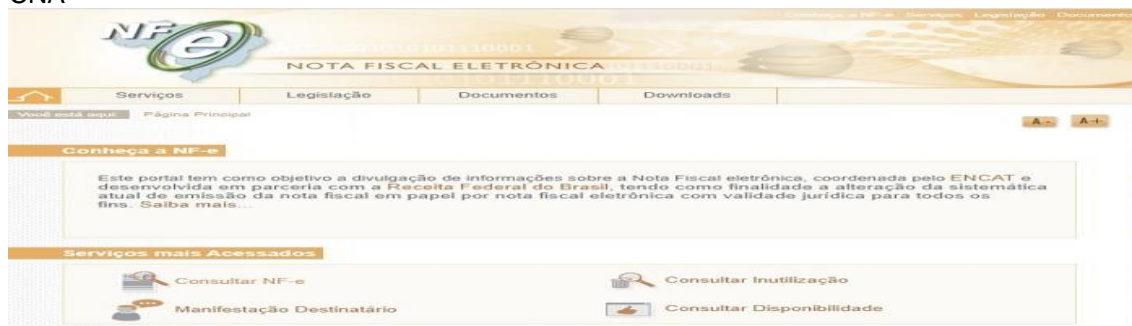 Conheça a NF-e Serviços Legislação Documentos
NFe
NOTA FISCAL ELETRÔNICA
Serviços Legislação Documentos Downloads
Você está aqui: Página Principal
A - A +
Conheça a NF-e
Este portal tem como objetivo a divulgação de informações sobre a Nota Fiscal eletrônica, coordenada pelo ENCAT e
desenvolvida em parceria com a Receita Federal do Brasil, tendo como finalidade a alteração da sistemática
atual de emissão da nota fiscal em papel por nota fiscal eletrônica com validade jurídica para todos os
fins. Saiba mais...
Serviços mais Acessados
Consultar NF-e Consultar Inutilização
Manifestação Destinatário Consultar Disponibilidade